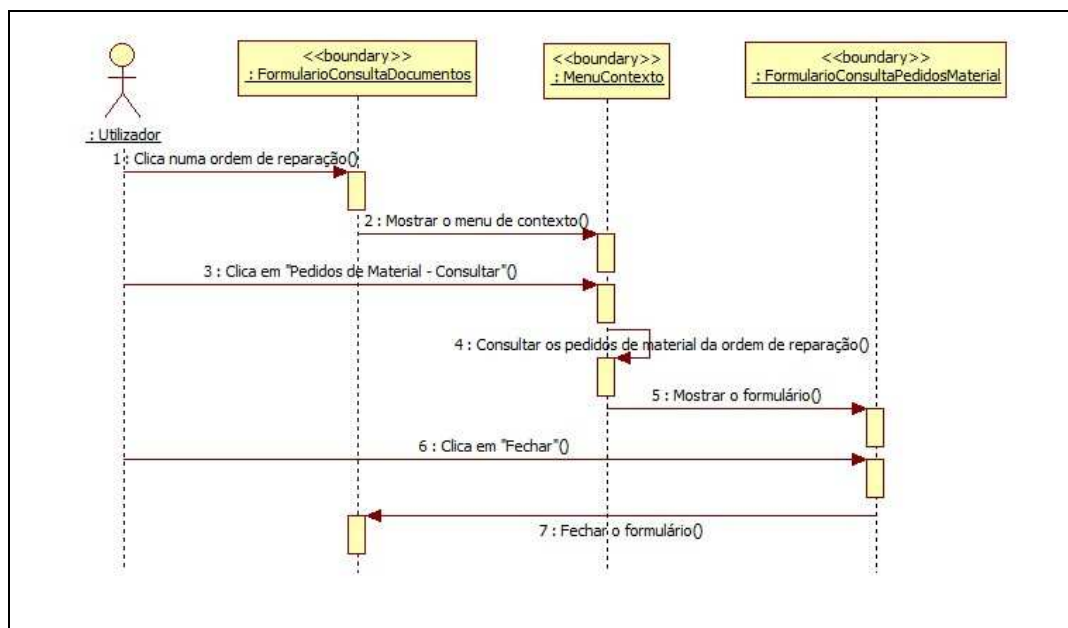 <<boundary>>
: FormularioConsultaDocumentos
<<boundary>>
: MenuContexto
<<boundary>>
: FormularioConsultaPedidosMaterial
: Utilizador
1 : Clica numa ordem de reparação()
2 : Mostrar o menu de contexto()
3 : Clica em "Pedidos de Material - Consultar"()
4 : Consultar os pedidos de material da ordem de reparação()
5 : Mostrar o formulário()
6 : Clica em "Fechar"()
7 : Fechar o formulário()